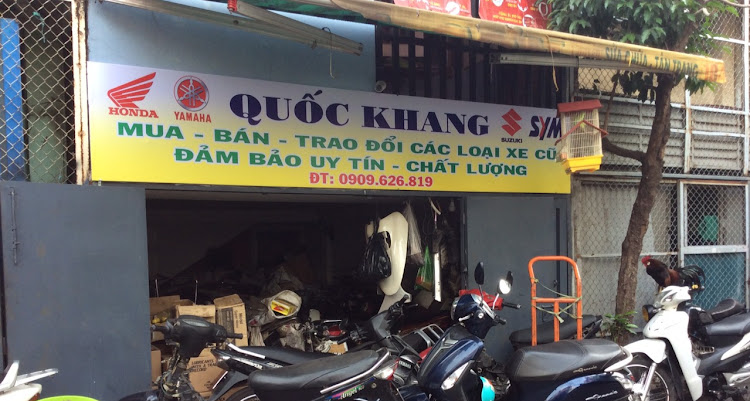 QUỐC KHANG
HONDA YAMAHA SUZUKI SYM
MUA - BÁN - TRAO ĐỔI CÁC LOẠI XE CŨ
ĐẢM BẢO UY TÍN - CHẤT LƯỢNG
ĐT: 0909.626.819